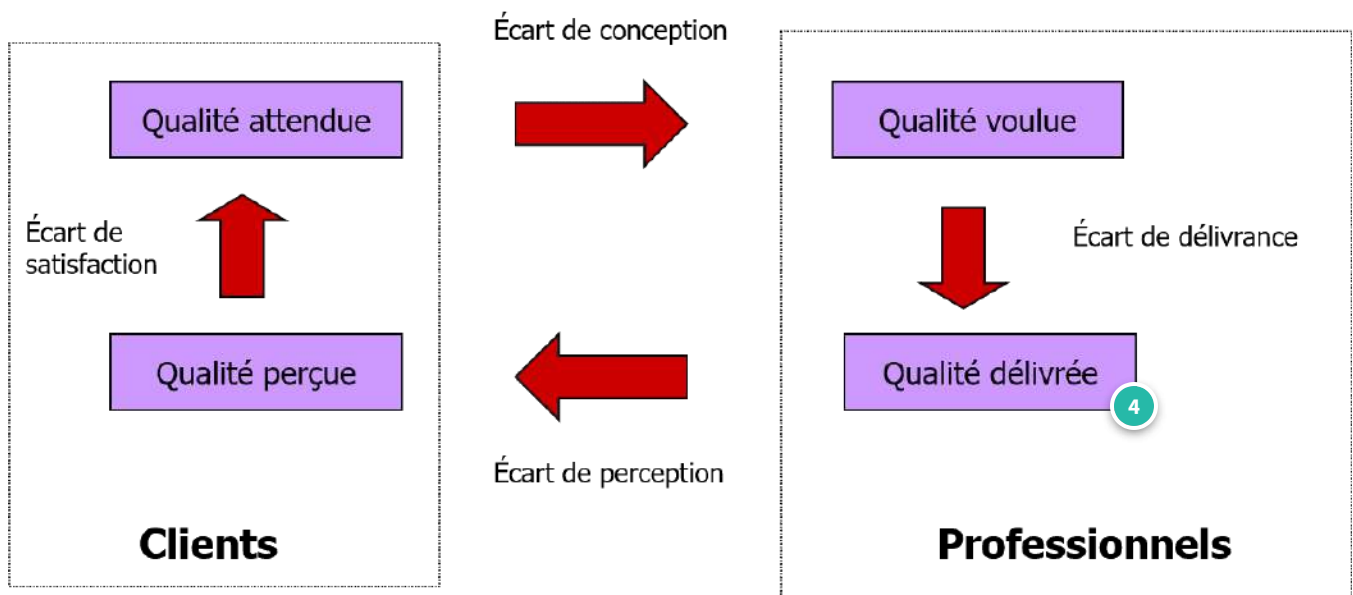 Écart de conception
Qualité attendue
Qualité voulue
Écart de
satisfaction
Écart de délivrance
Qualité perçue
Qualité délivrée
4
Écart de perception
Clients
Professionnels